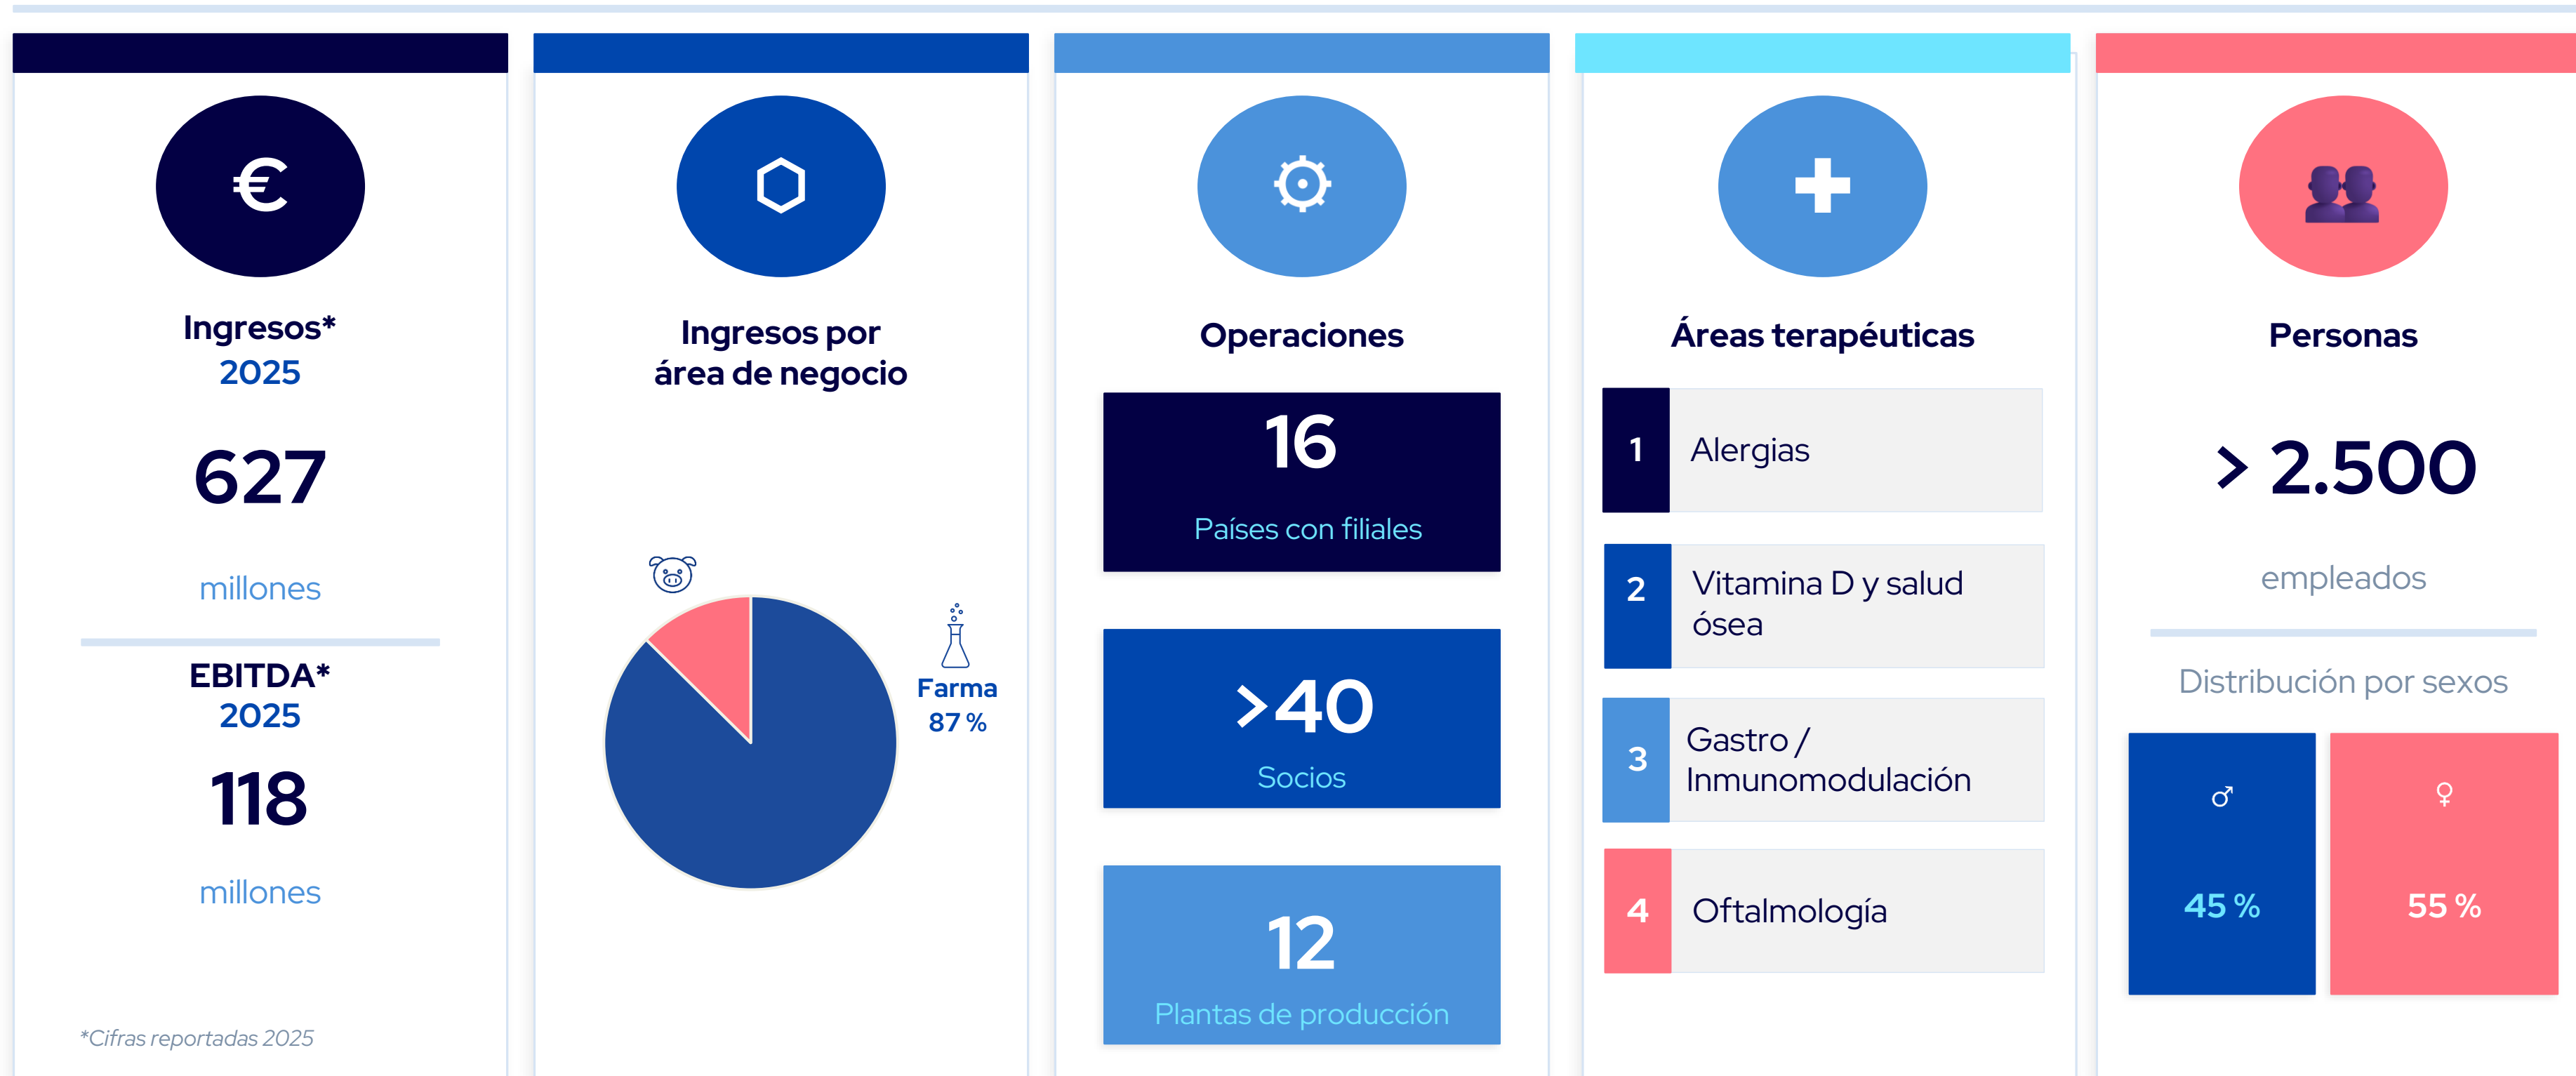 €
Ingresos*
2025
627
millones
EBITDA*
2025
118
millones
*Cifras reportadas 2025
Ingresos por
área de negocio
Farma
87 %
Operaciones
16
Países con filiales
>40
Socios
12
Plantas de producción
Áreas terapéuticas
1
Alergias
2
Vitamina D y salud
ósea
3
Gastro /
Inmunomodulación
4
Oftalmología
Personas
> 2.500
empleados
Distribución por sexos
♂
45 %
♀
55 %